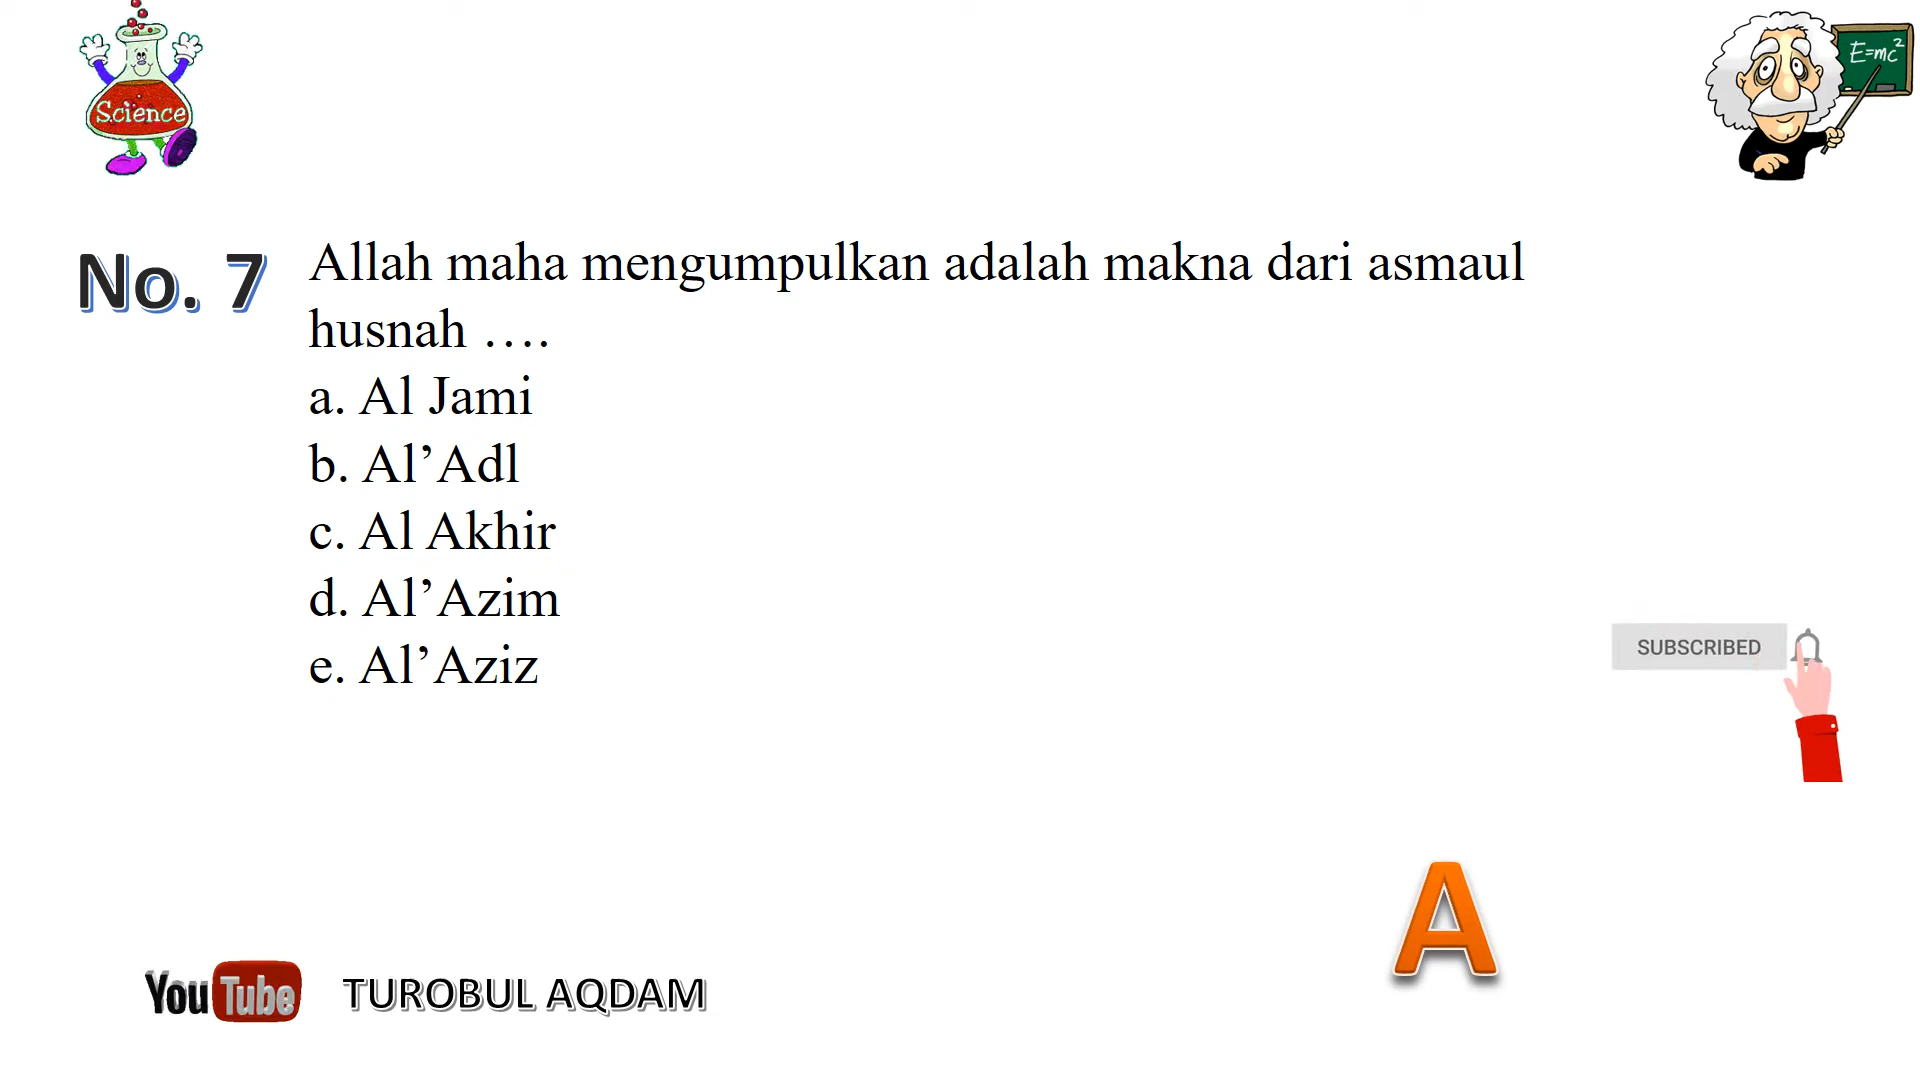 Science
E=mc²
No. 7
Allah maha mengumpulkan adalah makna dari asmaul
husnah ….
a. Al Jami
b. Al’Adl
c. Al Akhir
d. Al’Azim
e. Al’Aziz
SUBSCRIBED
A
YouTube
TUROBUL AQDAM